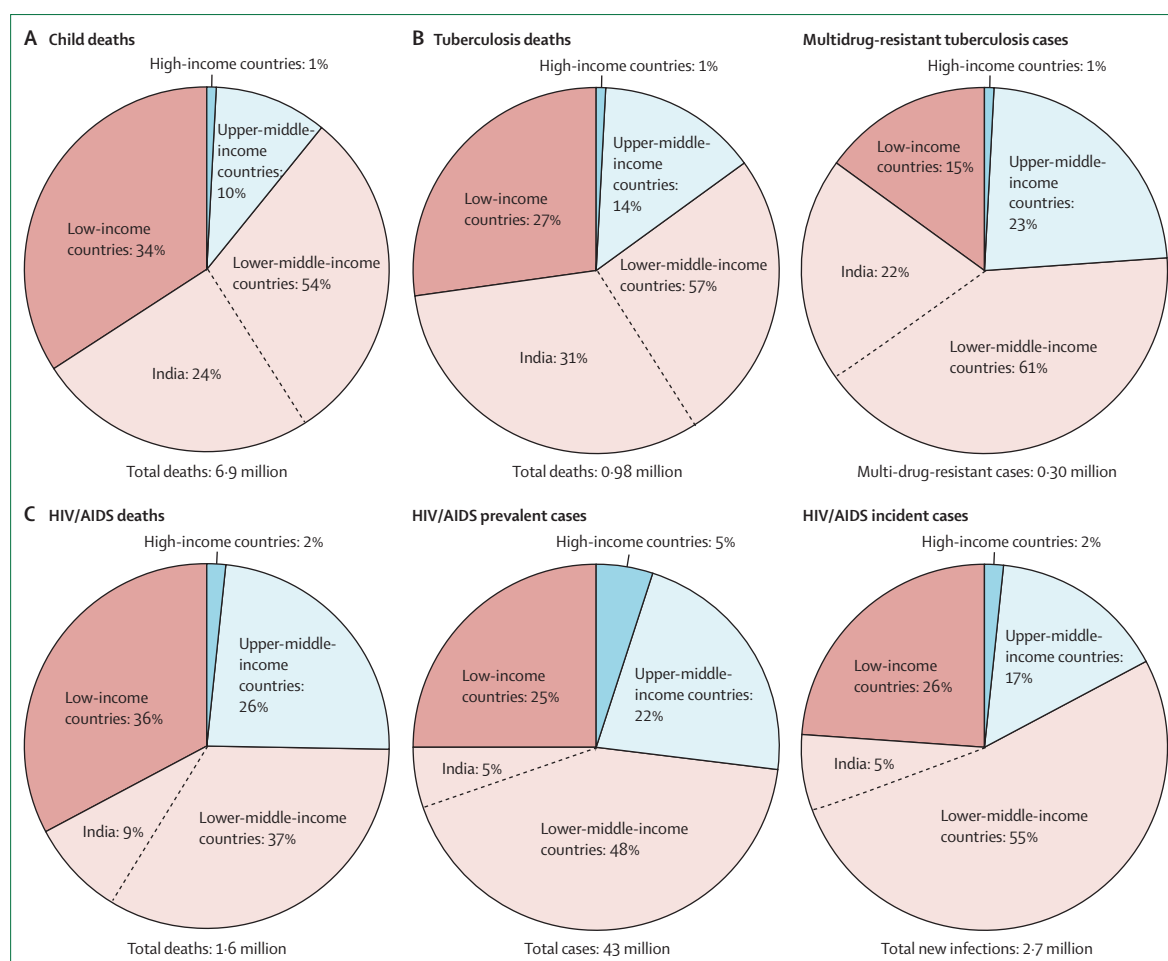 A Child deaths
High-income countries: 1%
Upper-middle-
income
countries:
10%
Low-income
countries: 34%
Lower-middle-income
countries: 54%
India: 24%
Total deaths: 6·9 million
B Tuberculosis deaths
High-income countries: 1%
Upper-middle-
income
countries:
14%
Low-income
countries: 27%
Lower-middle-income
countries: 57%
India: 31%
Total deaths: 0·98 million
Multidrug-resistant tuberculosis cases
High-income countries: 1%
Low-income
countries: 15%
Upper-middle-
income
countries:
23%
India: 22%
Lower-middle-income
countries: 61%
Multi-drug-resistant cases: 0·30 million
C HIV/AIDS deaths
High-income countries: 2%
Upper-middle-
income
countries:
26%
Low-income
countries: 36%
India: 9%
Lower-middle-income
countries: 37%
Total deaths: 1·6 million
HIV/AIDS prevalent cases
High-income countries: 5%
Low-income
countries: 25%
Upper-middle-
income countries:
22%
India: 5%
Lower-middle-income
countries: 48%
Total cases: 43 million
HIV/AIDS incident cases
High-income countries: 2%
Upper-middle-
income countries:
17%
Low-income
countries: 26%
India: 5%
Lower-middle-income
countries: 55%
Total new infections: 2·7 million